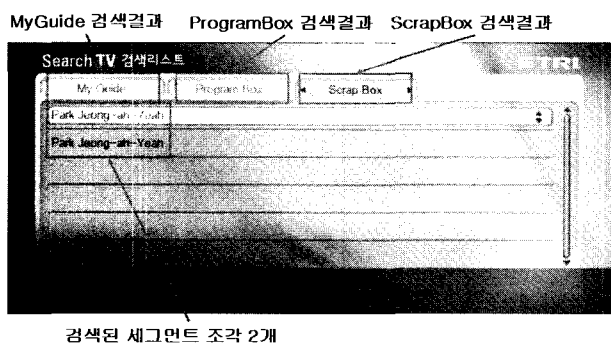 MyGuide 검색결과 ProgramBox 검색결과 ScrapBox 검색결과
Search TV 검색리스트 ETRI
My Guide Program Box Scrap Box
Park Jeong-ah-Yeah
Park Jeong-ah-Yeah
검색된 세그먼트 조각 2개